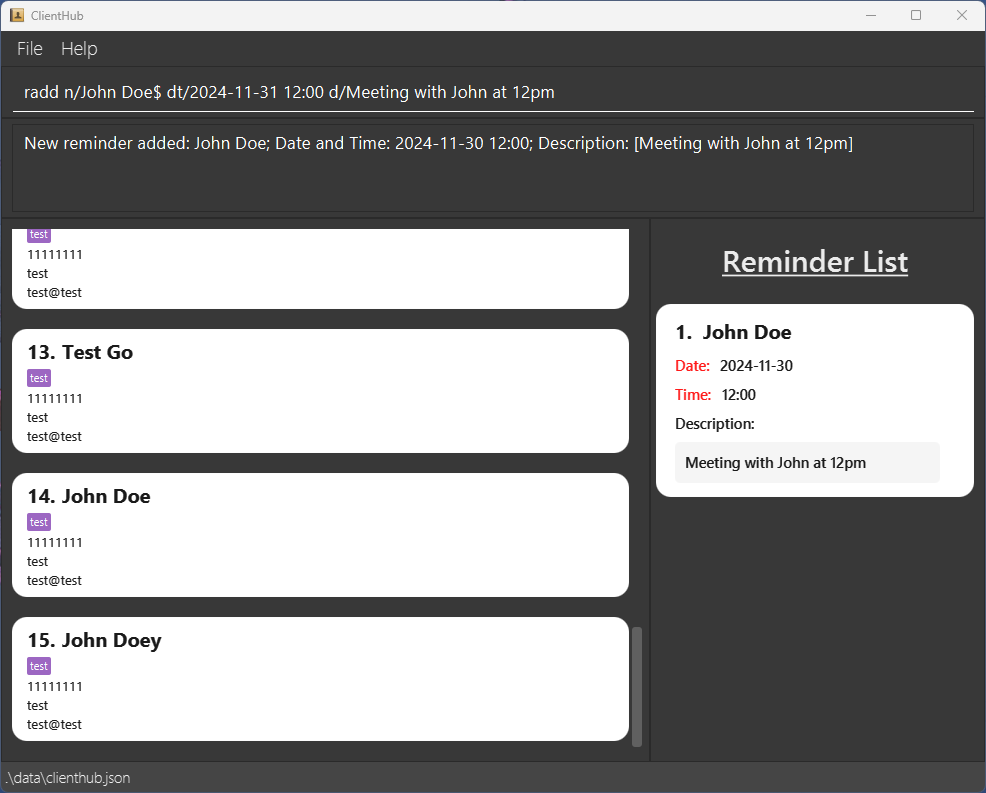 ClientHub
File Help
radd n/John Doe$ dt/2024-11-31 12:00 d/Meeting with John at 12pm
New reminder added: John Doe; Date and Time: 2024-11-30 12:00; Description: [Meeting with John at 12pm]
test
11111111
test
test@test
13. Test Go
test
11111111
test
test@test
14. John Doe
test
11111111
test
test@test
15. John Doey
test
11111111
test
test@test
Reminder List
1. John Doe
Date: 2024-11-30
Time: 12:00
Description:
Meeting with John at 12pm
.\data\clienthub.json